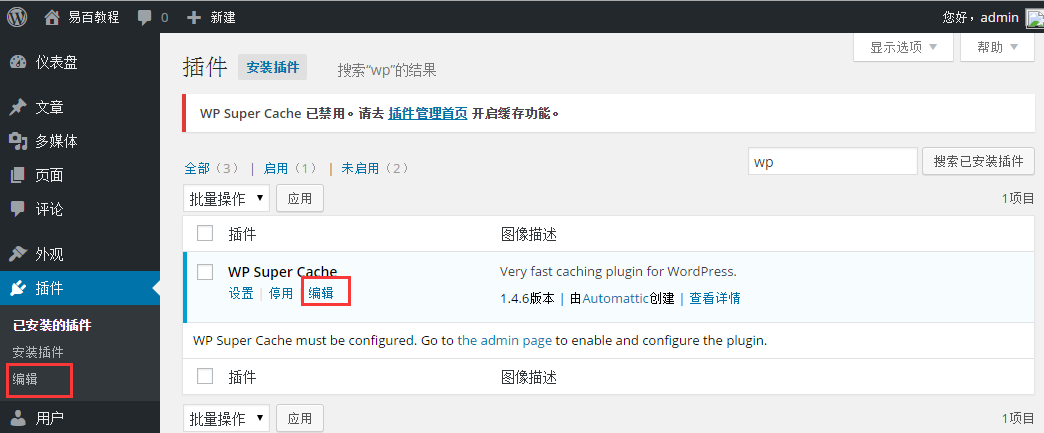 易百教程 0 新建 您好，admin
仪表盘
文章
多媒体
页面
评论
外观
插件
已安装的插件
安装插件
编辑
用户
显示选项 帮助
插件 安装插件 搜索“wp”的结果
WP Super Cache 已禁用。请去 插件管理首页 开启缓存功能。
全部（3） | 启用（1） | 未启用（2）
wp 搜索已安装插件
批量操作 应用 1项目
插件 图像描述
WP Super Cache Very fast caching plugin for WordPress.
设置 | 停用 | 编辑 1.4.6版本 | 由Automattic创建 | 查看详情
WP Super Cache must be configured. Go to the admin page to enable and configure the plugin.
插件 图像描述
批量操作 应用 1项目